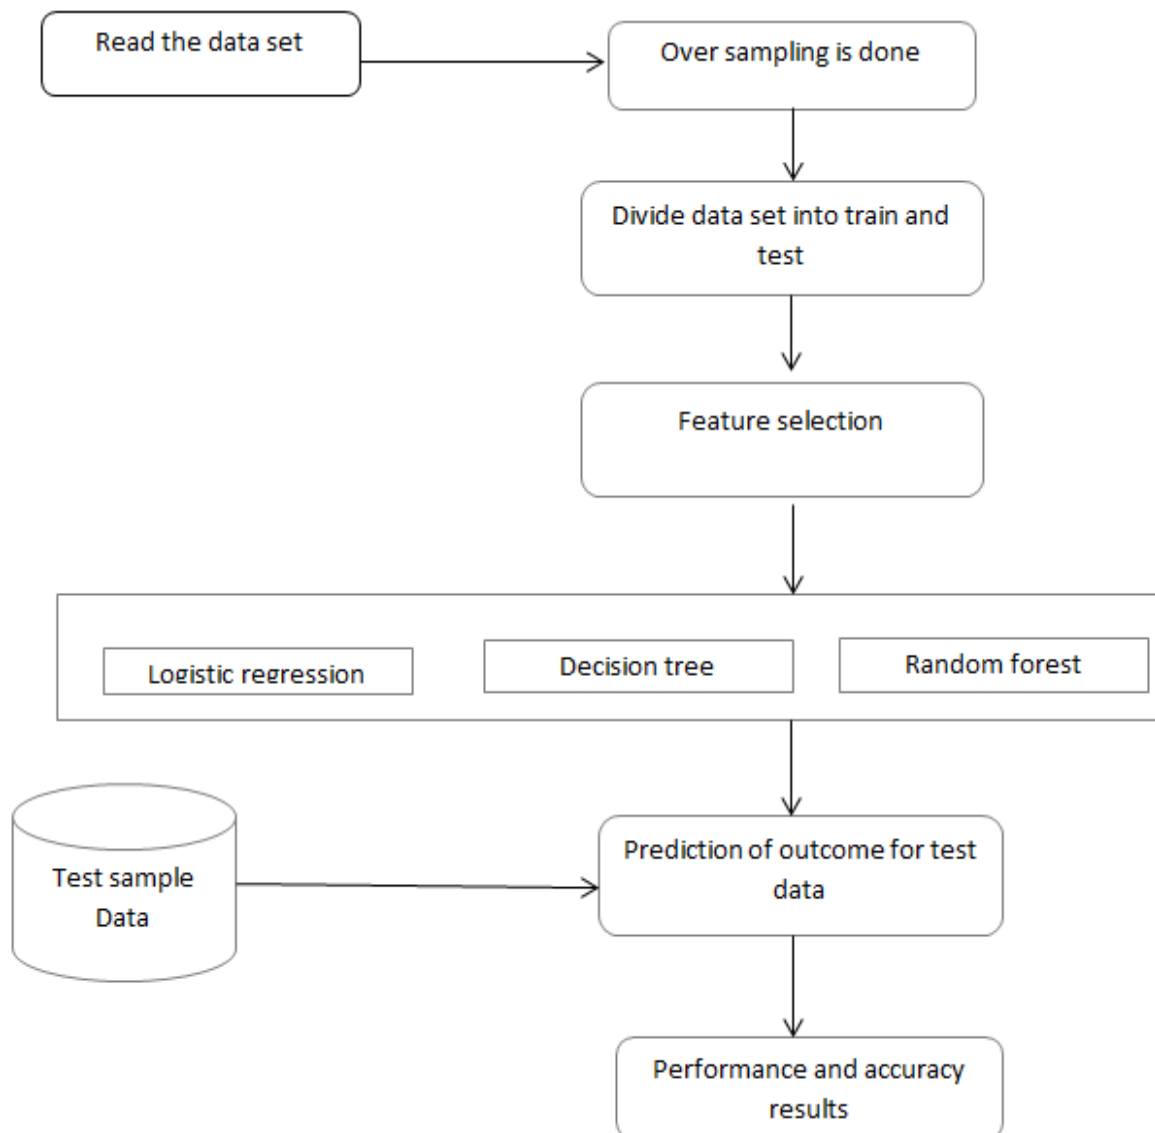 Read the data set
Over sampling is done
Divide data set into train and
test
Feature selection
Logistic regression
Decision tree
Random forest
Test sample
Data
Prediction of outcome for test
data
Performance and accuracy
results